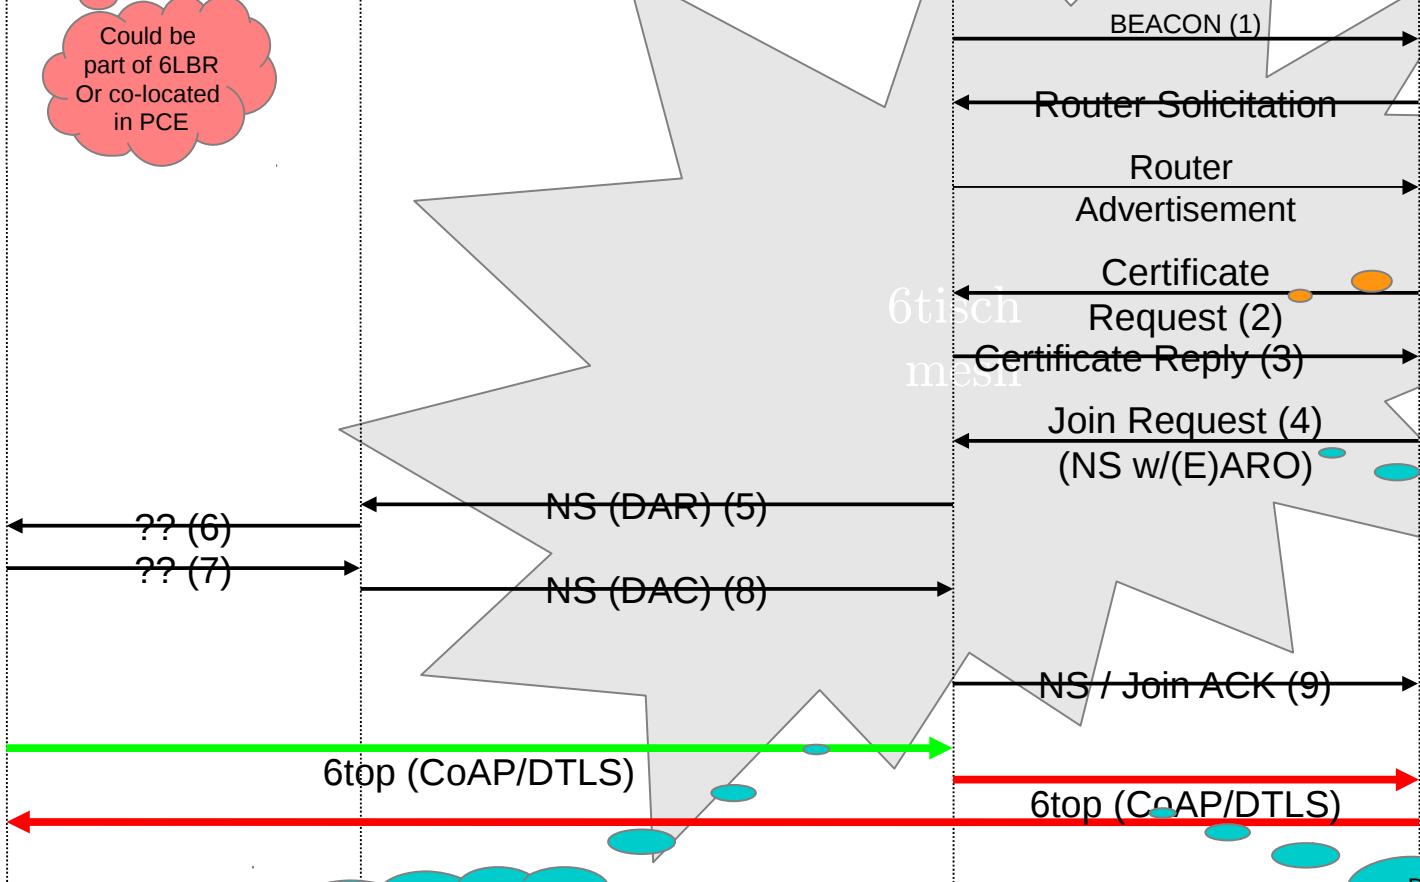 Could be
part of 6LBR
Or co-located
in PCE
BEACON (1)
Router Solicitation
Router
Advertisement
Certificate
Request (2)
6tisch
mesh
Certificate Reply (3)
Join Request (4)
(NS w/(E)ARO)
NS (DAR) (5)
?? (6)
?? (7)
NS (DAC) (8)
NS / Join ACK (9)
6top (CoAP/DTLS)
6top (CoAP/DTLS)